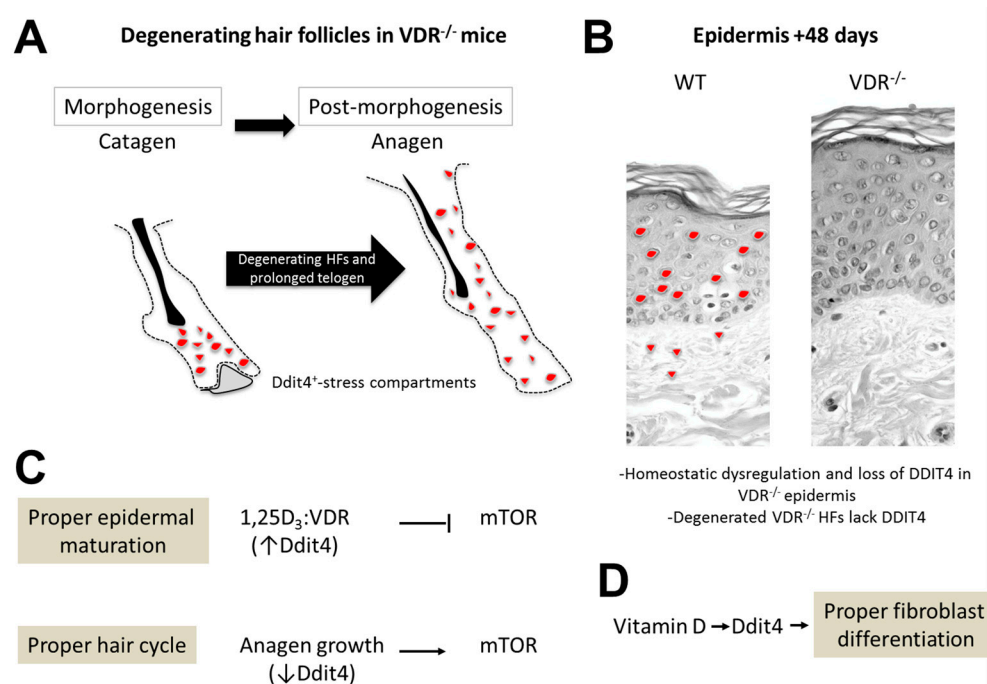 A
Degenerating hair follicles in VDR-/- mice
Morphogenesis
Post-morphogenesis
Catagen
Anagen
Degenerating HFs and
prolonged telogen
Ddit4+-stress compartments
B
Epidermis +48 days
WT
VDR-/-
-Homeostatic dysregulation and loss of DDIT4 in
VDR-/- epidermis
-Degenerated VDR-/- HFs lack DDIT4
C
Proper epidermal
maturation
1,25D3:VDR
(↑Ddit4)
mTOR
Proper hair cycle
Anagen growth
(↓Ddit4)
mTOR
D
Vitamin D → Ddit4 →
Proper fibroblast
differentiation